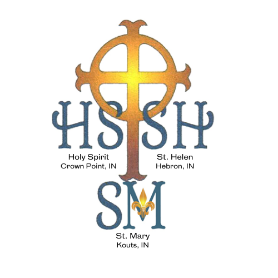 HS SH
Holy Spirit St. Helen
Crown Point, IN Hebron, IN
SM
St. Mary
Kouts, IN